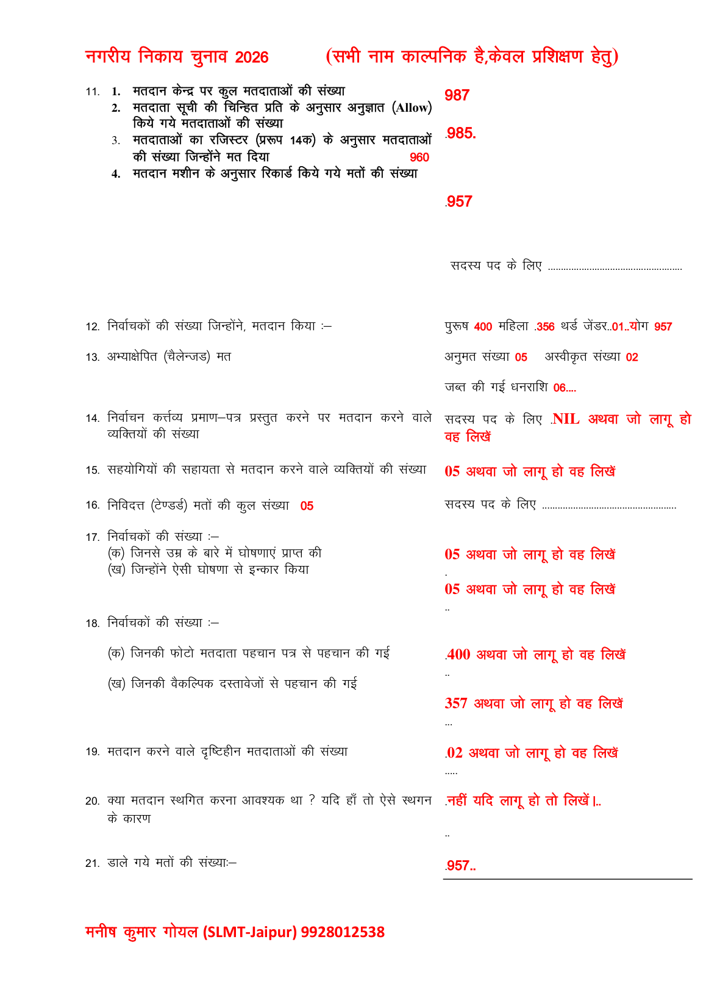 नगरीय निकाय चुनाव 2026 (सभी नाम काल्पनिक है,केवल प्रशिक्षण हेतु)
11. 1. मतदान केन्द्र पर कुल मतदाताओं की संख्या 987
2. मतदाता सूची की चिन्हित प्रति के अनुसार अनुज्ञात (Allow)
किये गये मतदाताओं की संख्या .985.
3. मतदाताओं का रजिस्टर (प्ररूप 14क) के अनुसार मतदाताओं
की संख्या जिन्होंने मत दिया 960
4. मतदान मशीन के अनुसार रिकार्ड किये गये मतों की संख्या
.957
सदस्य पद के लिए ....................................................
12. निर्वाचकों की संख्या जिन्होंने, मतदान किया :– पुरूष 400 महिला .356 थर्ड जेंडर..01..योग 957
13. अभ्याक्षेपित (चैलेन्जड) मत अनुमत संख्या 05 अस्वीकृत संख्या 02
जब्त की गई धनराशि 06....
14. निर्वाचन कर्त्तव्य प्रमाण–पत्र प्रस्तुत करने पर मतदान करने वाले सदस्य पद के लिए .NIL अथवा जो लागू हो
व्यक्तियों की संख्या वह लिखें
15. सहयोगियों की सहायता से मतदान करने वाले व्यक्तियों की संख्या 05 अथवा जो लागू हो वह लिखें
16. निविदत्त (टेण्डर्ड) मतों की कुल संख्या 05 सदस्य पद के लिए ....................................................
17. निर्वाचकों की संख्या :–
(क) जिनसे उम्र के बारे में घोषणाएं प्राप्त की 05 अथवा जो लागू हो वह लिखें
(ख) जिन्होंने ऐसी घोषणा से इन्कार किया .
05 अथवा जो लागू हो वह लिखें
..
18. निर्वाचकों की संख्या :–
(क) जिनकी फोटो मतदाता पहचान पत्र से पहचान की गई .400 अथवा जो लागू हो वह लिखें
..
(ख) जिनकी वैकल्पिक दस्तावेजों से पहचान की गई
357 अथवा जो लागू हो वह लिखें
...
19. मतदान करने वाले दृष्टिहीन मतदाताओं की संख्या .02 अथवा जो लागू हो वह लिखें
.....
20. क्या मतदान स्थगित करना आवश्यक था ? यदि हाँ तो ऐसे स्थगन .नहीं यदि लागू हो तो लिखें।..
के कारण
..
21. डाले गये मतों की संख्याः– .957..
मनीष कुमार गोयल (SLMT-Jaipur) 9928012538